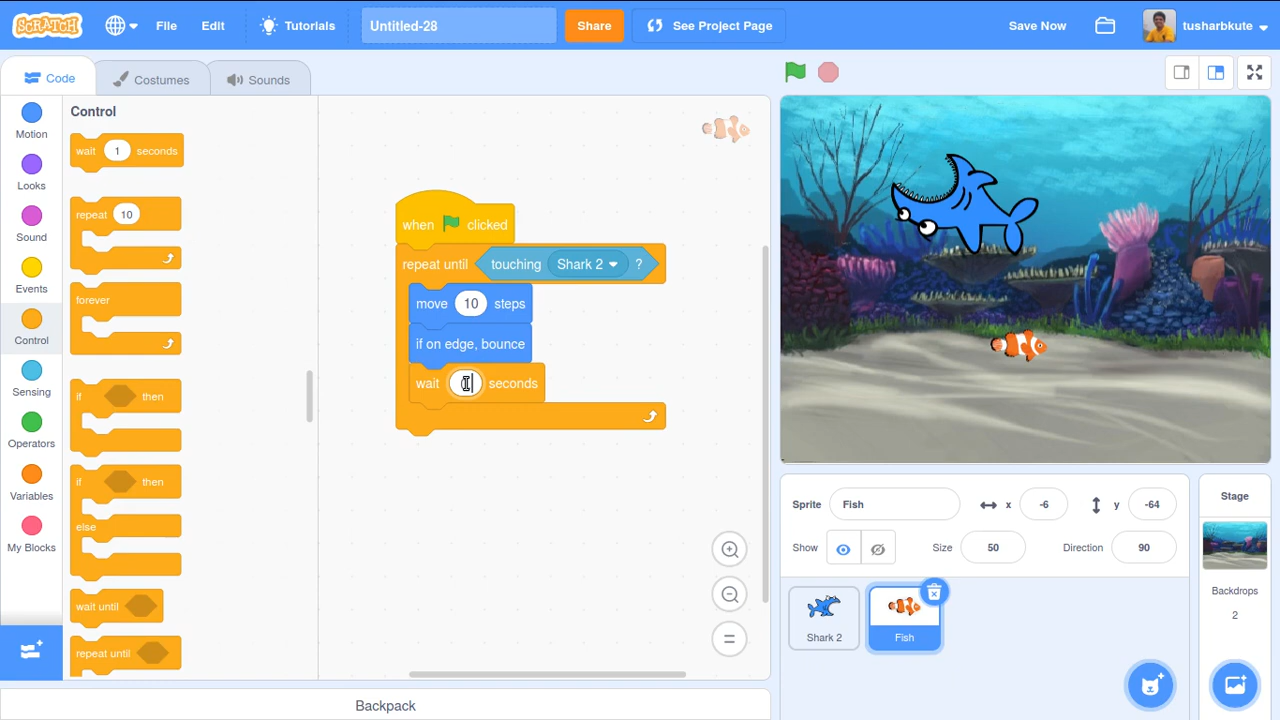 SCRATCH
File
Edit
Tutorials
Untitled-28
Share
See Project Page
Save Now
tusharbkute
Code
Costumes
Sounds
Motion
Looks
Sound
Events
Control
Sensing
Operators
Variables
My Blocks
Control
wait 1 seconds
repeat 10
forever
if then
if then
else
wait until
repeat until
when clicked
repeat until touching Shark 2 ?
move 10 steps
if on edge, bounce
wait seconds
Backpack
Sprite Fish x -6 y -64
Show Size 50 Direction 90
Shark 2
Fish
Stage
Backdrops
2